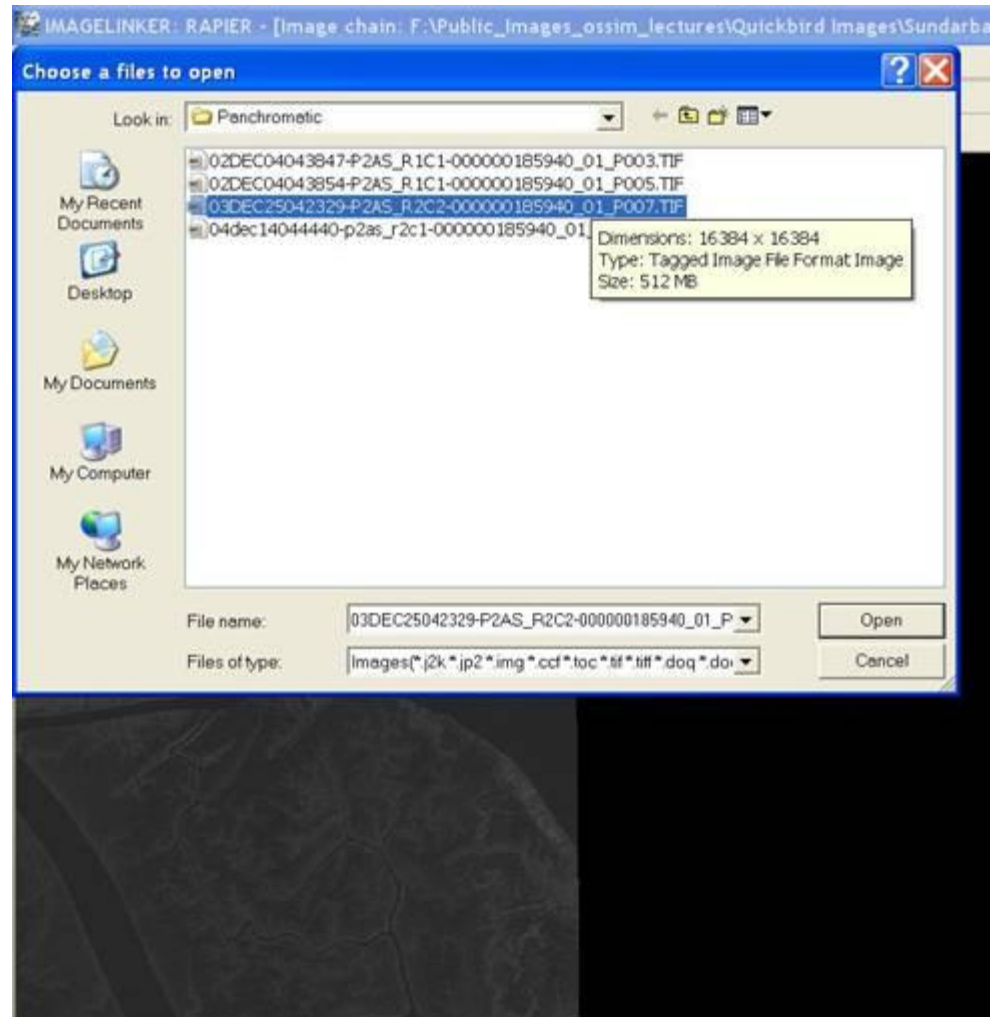 IMAGELINKER: RAPIER - [Image chain: F:\Public_Images_ossim_lectures\Quickbird Images\Sundarba
Choose a files to open
Look in: Panchromatic
02DEC04043847-P2AS_R1C1-000000185940_01_P003.TIF
02DEC04043854-P2AS_R1C1-000000185940_01_P005.TIF
03DEC25042329-P2AS_R2C2-000000185940_01_P007.TIF
04dec14044440-p2as_r2c1-000000185940_01_
Dimensions: 16384 x 16384
Type: Tagged Image File Format Image
Size: 512 MB
My Recent
Documents
Desktop
My Documents
My Computer
My Network
Places
File name: 03DEC25042329-P2AS_R2C2-000000185940_01_P
Open
Files of type: Images(*.j2k *.jp2 *.img *.ccf *.toc *.tif *.tiff *.doq *.do
Cancel